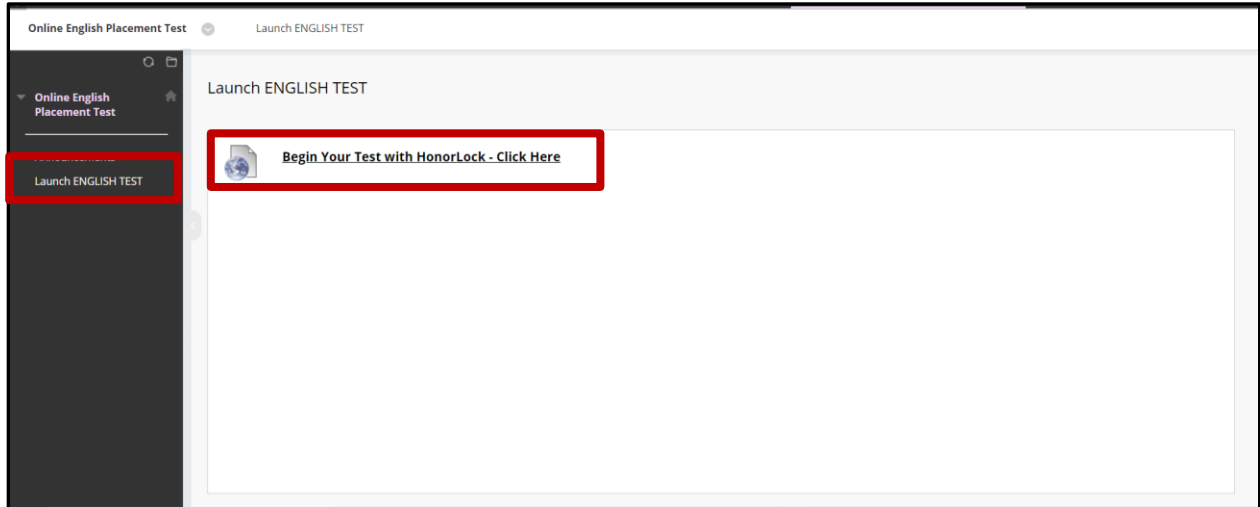 Online English Placement Test
Launch ENGLISH TEST
Online English
Placement Test
Launch ENGLISH TEST
Launch ENGLISH TEST
Begin Your Test with HonorLock - Click Here